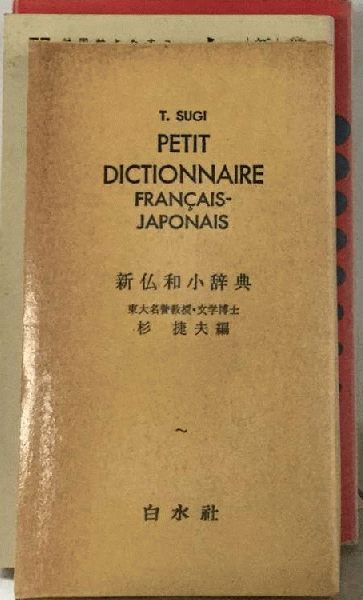 T. SUGI
PETIT
DICTIONNAIRE
FRANÇAIS-
JAPONAIS
新仏和小辞典
東大名誉教授・文学博士
杉 捷夫編
~
白水社